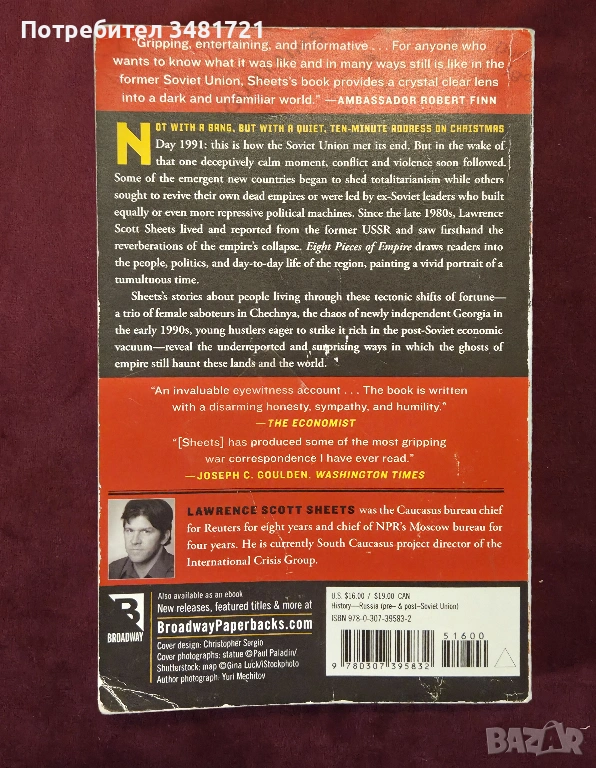 Потребител 3481721
"Gripping, entertaining, and informative . . . For anyone who
wants to know what it was like and in many ways still is like in the
former Soviet Union, Sheets's book provides a crystal clear lens
into a dark and unfamiliar world." —AMBASSADOR ROBERT FINN
NOT WITH A BANG, BUT WITH A QUIET, TEN-MINUTE ADDRESS ON CHRISTMAS
Day 1991: this is how the Soviet Union met its end. But in the wake of
that one deceptively calm moment, conflict and violence soon followed.
Some of the emergent new countries began to shed totalitarianism while others
sought to revive their own dead empires or were led by ex-Soviet leaders who built
equally or even more repressive political machines. Since the late 1980s, Lawrence
Scott Sheets lived and reported from the former USSR and saw firsthand the
reverberations of the empire's collapse. Eight Pieces of Empire draws readers into
the people, politics, and day-to-day life of the region, painting a vivid portrait of a
tumultuous time.
Sheets's stories about people living through these tectonic shifts of fortune—
a trio of female saboteurs in Chechnya, the chaos of newly independent Georgia in
the early 1990s, young hustlers eager to strike it rich in the post-Soviet economic
vacuum—reveal the underreported and surprising ways in which the ghosts of
empire still haunt these lands and the world.
"An invaluable eyewitness account . . . The book is written
with a disarming honesty, sympathy, and humility."
—THE ECONOMIST
"[Sheets] has produced some of the most gripping
war correspondence I have ever read."
—JOSEPH C. GOULDEN, WASHINGTON TIMES
LAWRENCE SCOTT SHEETS was the Caucasus bureau chief
for Reuters for eight years and chief of NPR's Moscow bureau for
four years. He is currently South Caucasus project director of the
International Crisis Group.
B
BROADWAY
Also available as an ebook
New releases, featured titles & more at
BroadwayPaperbacks.com
Cover design: Christopher Sergio
Cover photographs: statue © Paul Paladin/
Shutterstock; map ©Gina Luck/iStockphoto
Author photograph: Yuri Mechitov
U.S. $16.00 / $19.00 CAN
History—Russia (pre- & post-Soviet Union)
ISBN 978-0-307-39583-2
51600
9 780307 395832
BAZAR